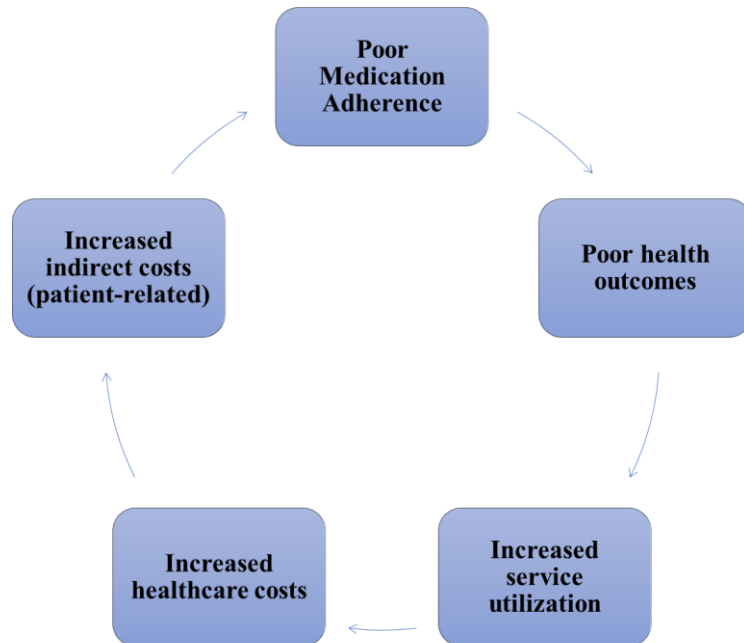 Poor
Medication
Adherence
Poor health
outcomes
Increased
service
utilization
Increased
healthcare costs
Increased
indirect costs
(patient-related)